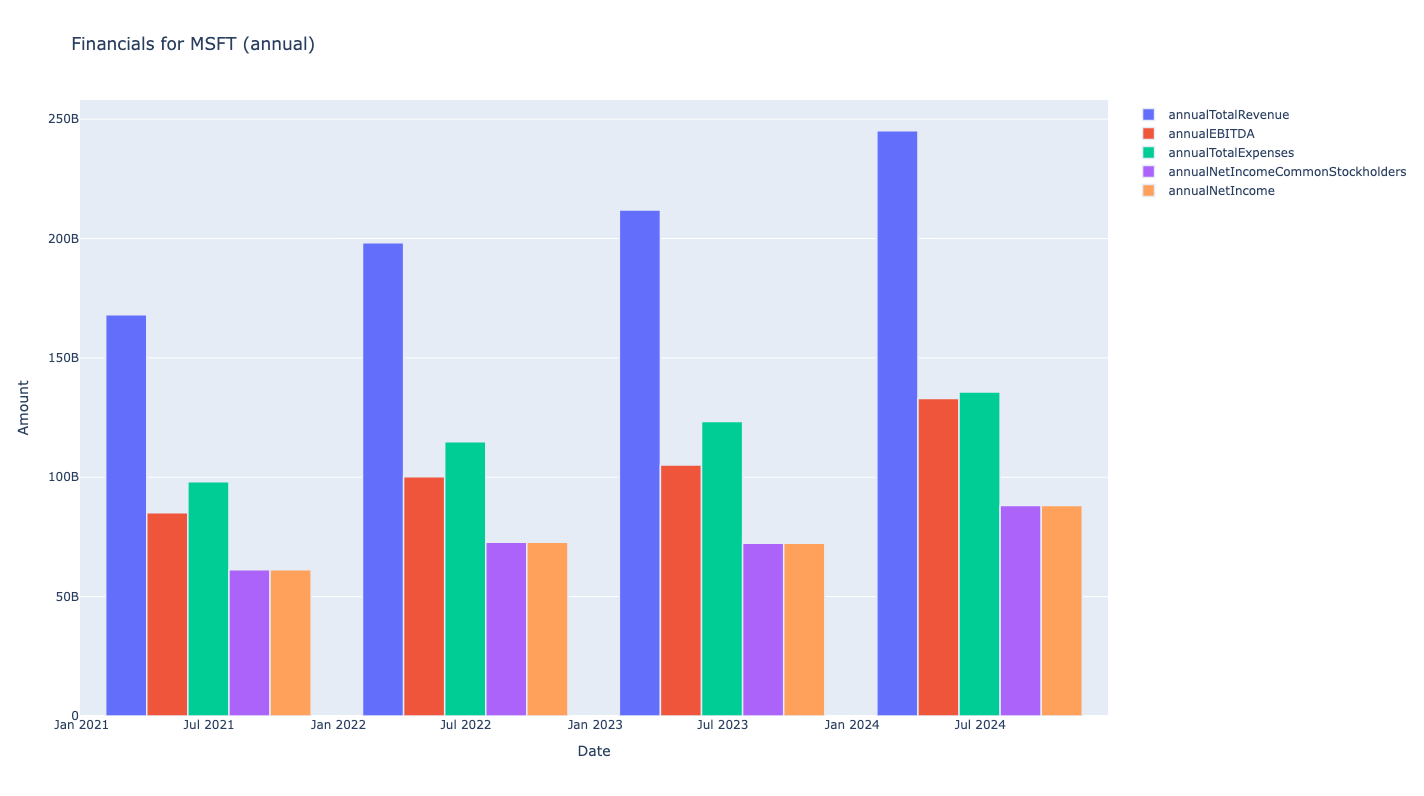 Financials for MSFT (annual)
annualTotalRevenue
annualEBITDA
annualTotalExpenses
annualNetIncomeCommonStockholders
annualNetIncome
250B
200B
150B
100B
50B
0
Amount
Jan 2021
Jul 2021
Jan 2022
Jul 2022
Jan 2023
Jul 2023
Jan 2024
Jul 2024
Date